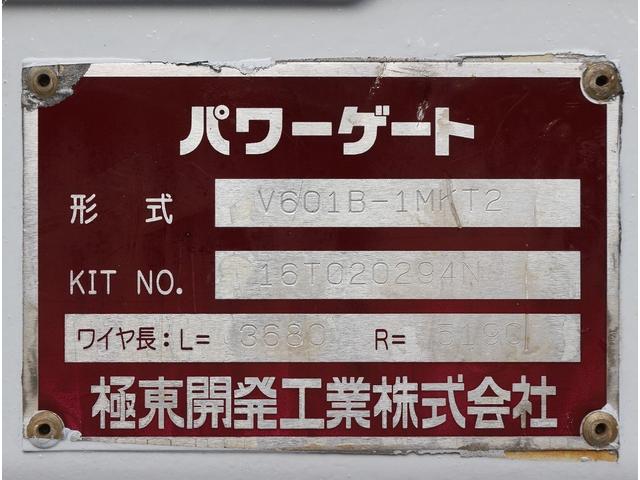 パワーゲート
形 式 V601B-1MKT2
KIT NO. 16T020294N
ワイヤ長:L= 3680 R=
極東開発工業株式会社